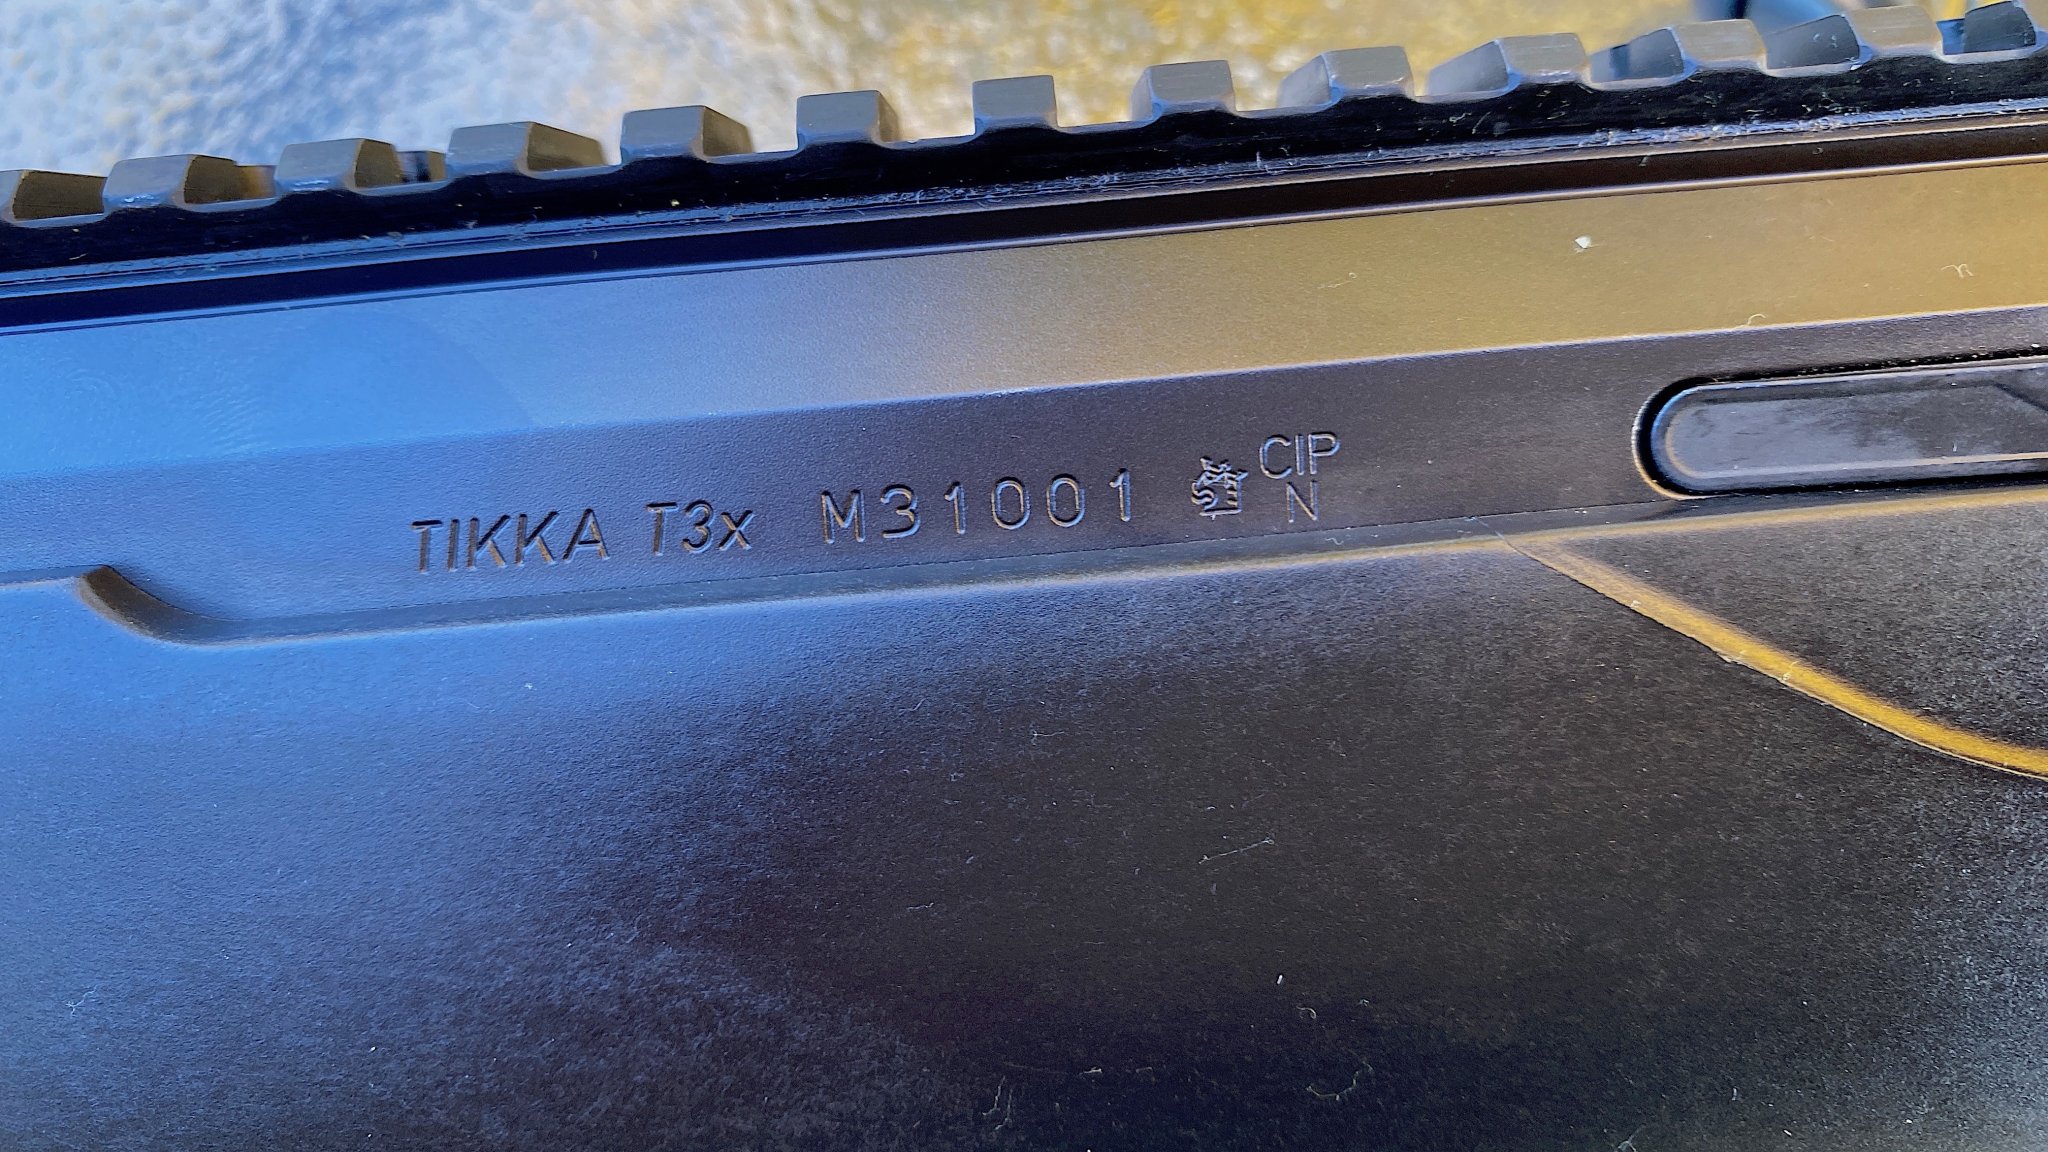 TIKKA T3x M31001 CIP
N